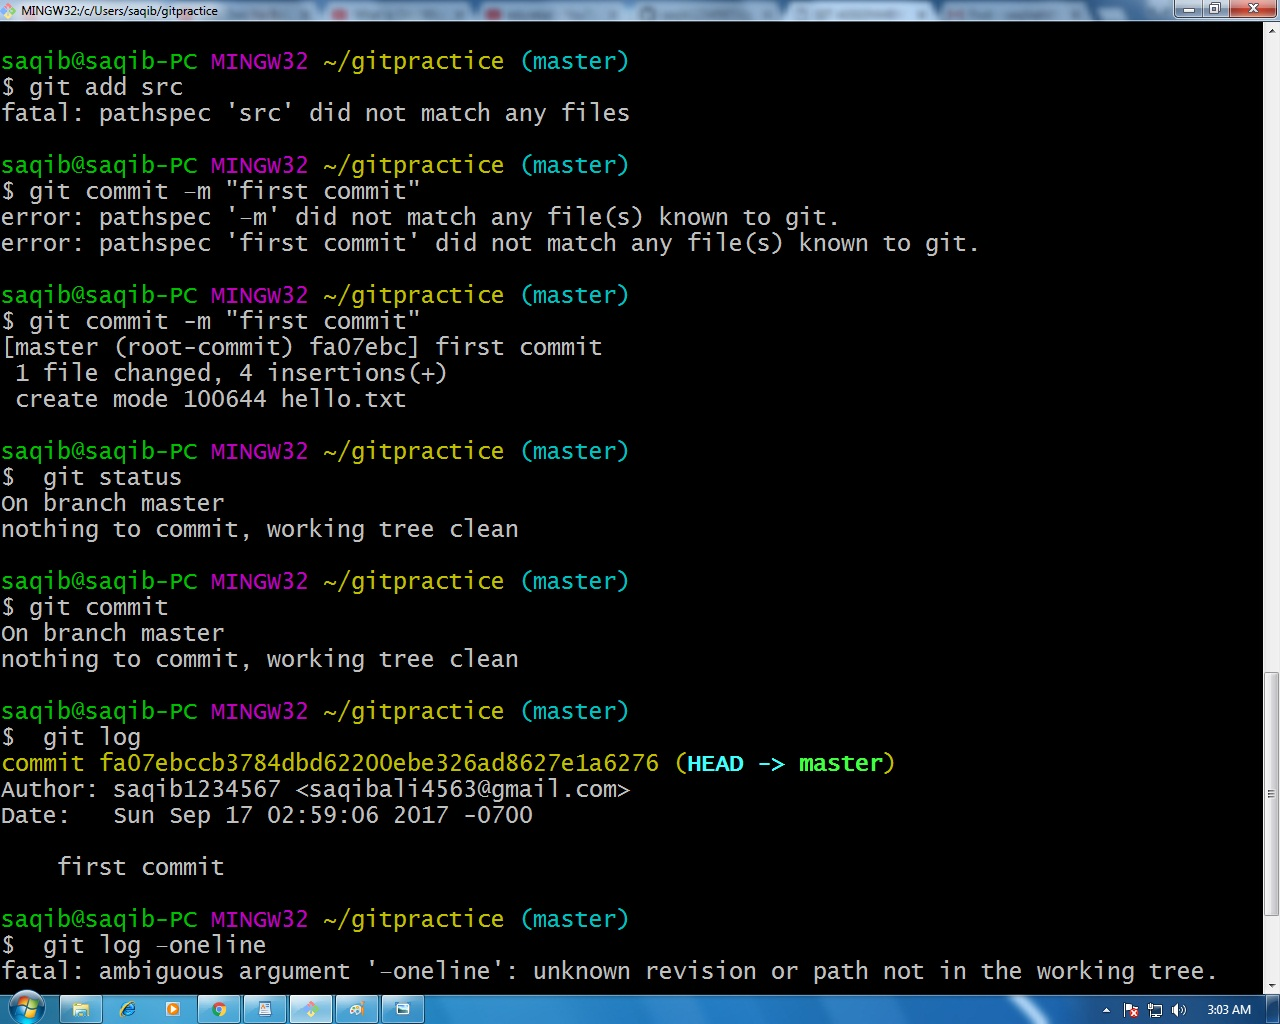 MINGW32:/c/Users/saqib/gitpractice
saqib@saqib-PC MINGW32 ~/gitpractice (master)
$ git add src
fatal: pathspec 'src' did not match any files
saqib@saqib-PC MINGW32 ~/gitpractice (master)
$ git commit –m "first commit"
error: pathspec '–m' did not match any file(s) known to git.
error: pathspec 'first commit' did not match any file(s) known to git.
saqib@saqib-PC MINGW32 ~/gitpractice (master)
$ git commit -m "first commit"
[master (root-commit) fa07ebc] first commit
1 file changed, 4 insertions(+)
create mode 100644 hello.txt
saqib@saqib-PC MINGW32 ~/gitpractice (master)
$  git status
On branch master
nothing to commit, working tree clean
saqib@saqib-PC MINGW32 ~/gitpractice (master)
$ git commit
On branch master
nothing to commit, working tree clean
saqib@saqib-PC MINGW32 ~/gitpractice (master)
$  git log
commit fa07ebccb3784dbd62200ebe326ad8627e1a6276 (HEAD -> master)
Author: saqib1234567 <saqibali4563@gmail.com>
Date:   Sun Sep 17 02:59:06 2017 -0700
first commit
saqib@saqib-PC MINGW32 ~/gitpractice (master)
$  git log –oneline
fatal: ambiguous argument '–oneline': unknown revision or path not in the working tree.
3:03 AM